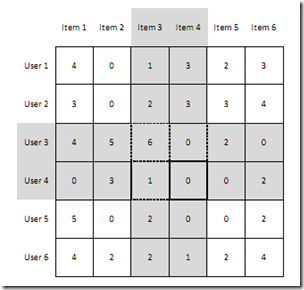 Item 1 Item 2 Item 3 Item 4 Item 5 Item 6
User 1 4 0 1 3 2 3
User 2 3 0 2 3 3 4
User 3 4 5 6 0 2 0
User 4 0 3 1 0 0 2
User 5 5 0 2 0 0 2
User 6 4 2 2 1 2 4